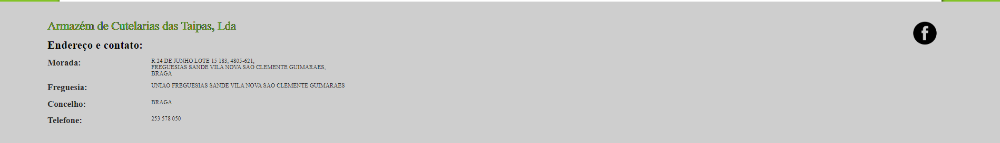 Armazém de Cutelarias das Taipas, Lda
Endereço e contato:
Morada: R 24 DE JUNHO LOTE 15 183, 4805-621,
FREGUESIAS SANDE VILA NOVA SAO CLEMENTE GUIMARAES,
BRAGA
Freguesia: UNIAO FREGUESIAS SANDE VILA NOVA SAO CLEMENTE GUIMARAES
Concelho: BRAGA
Telefone: 253 578 050